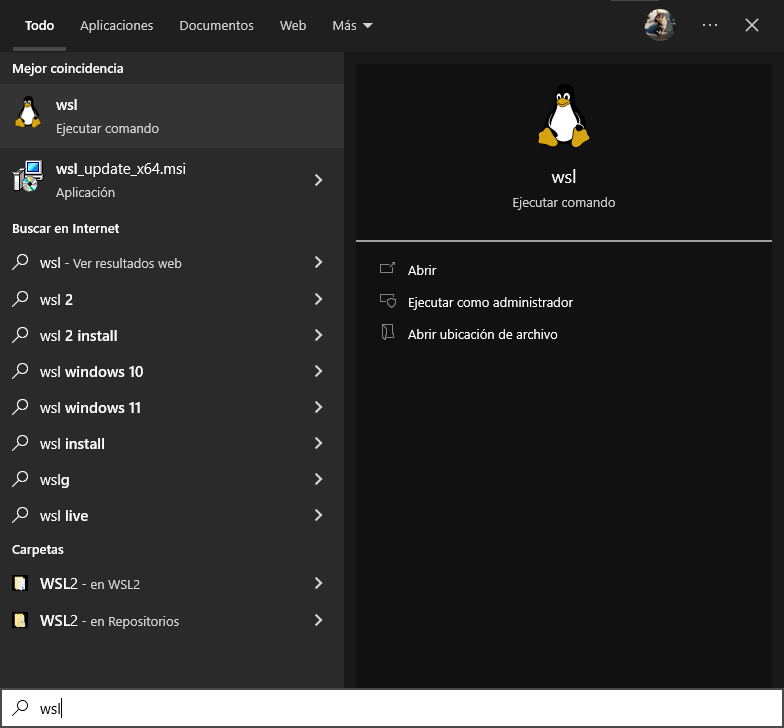 Todo Aplicaciones Documentos Web Más
Mejor coincidencia
wsl
Ejecutar comando
wsl_update_x64.msi
Aplicación
Buscar en Internet
wsl - Ver resultados web
wsl 2
wsl 2 install
wsl windows 10
wsl windows 11
wsl install
wslg
wsl live
Carpetas
WSL2 - en WSL2
WSL2 - en Repositorios
wsl
Ejecutar comando
Abrir
Ejecutar como administrador
Abrir ubicación de archivo
wsl